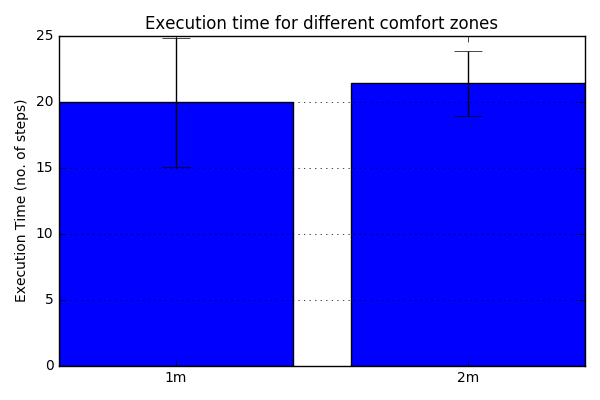 Execution time for different comfort zones
Execution Time (no. of steps)
25
20
15
10
5
0
1m
2m